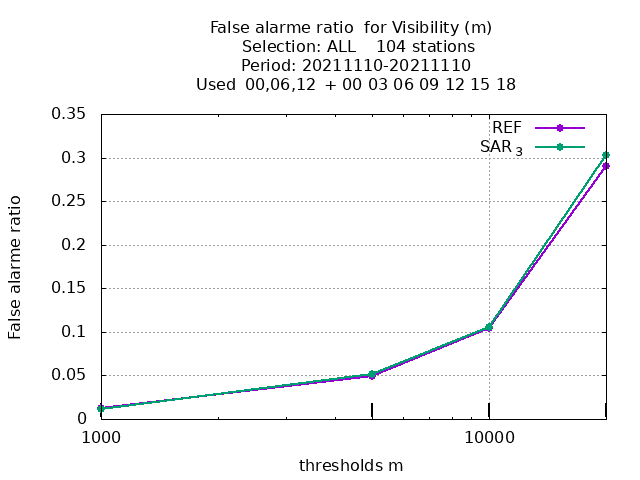 False alarme ratio for Visibility (m)
Selection: ALL 104 stations
Period: 20211110-20211110
Used 00,06,12 + 00 03 06 09 12 15 18
0.35
REF
SAR 3
0.3
0.25
0.2
0.15
0.1
0.05
0
1000
10000
False alarme ratio
thresholds m